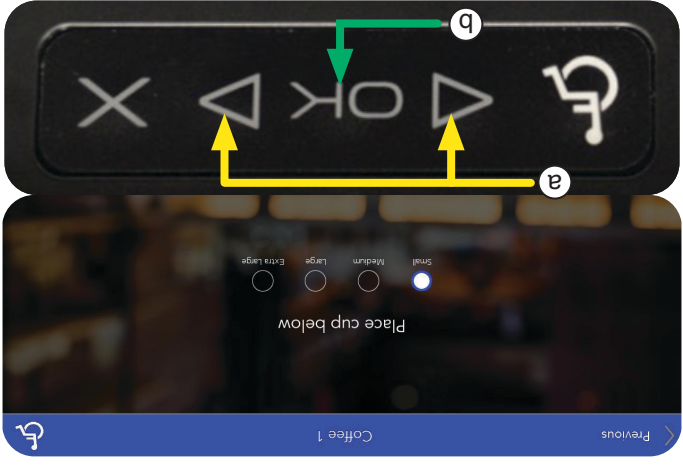 Previous Coffee 1
Place cup below
Small Medium Large Extra Large
a
OK X
b